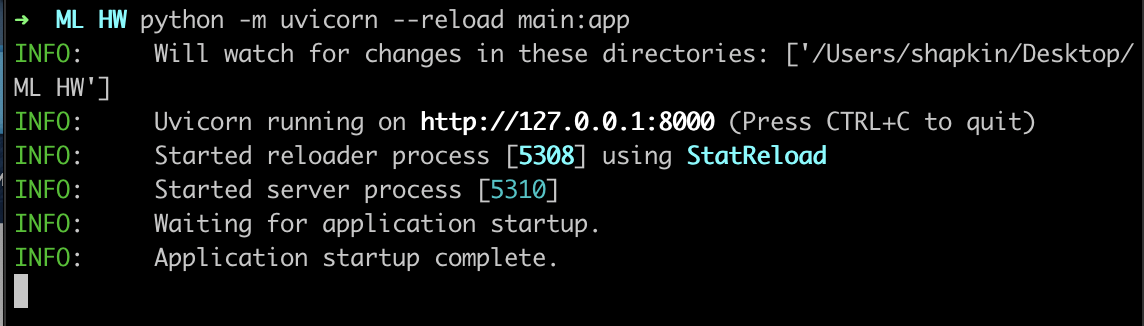 ➜  ML HW python -m uvicorn --reload main:app
INFO:     Will watch for changes in these directories: ['/Users/shapkin/Desktop/
ML HW']
INFO:     Uvicorn running on http://127.0.0.1:8000 (Press CTRL+C to quit)
INFO:     Started reloader process [5308] using StatReload
INFO:     Started server process [5310]
INFO:     Waiting for application startup.
INFO:     Application startup complete.